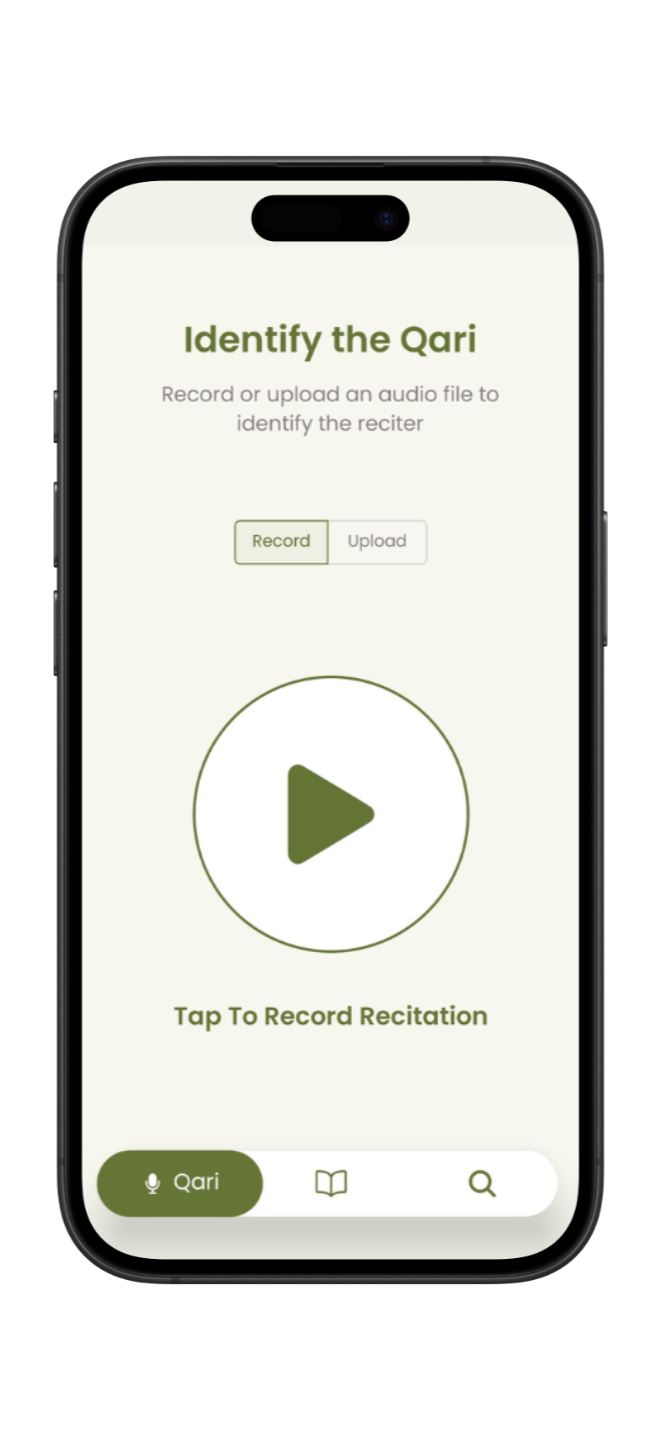 Identify the Qari
Record or upload an audio file to
identify the reciter
Record Upload
Tap To Record Recitation
Qari